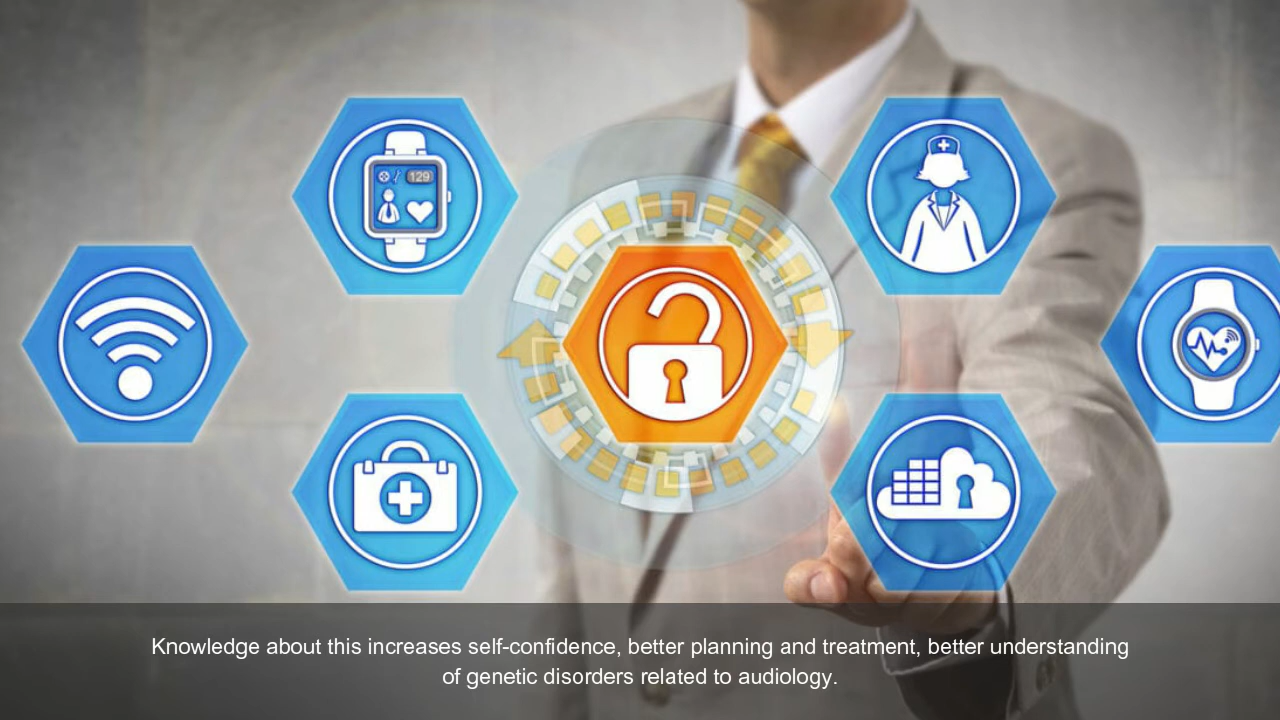 129
Knowledge about this increases self-confidence, better planning and treatment, better understanding
of genetic disorders related to audiology.